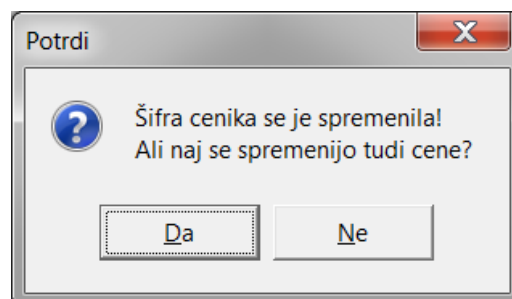 Potrdi
Šifra cenika se je spremenila!
Ali naj se spremenijo tudi cene?
Da
Ne